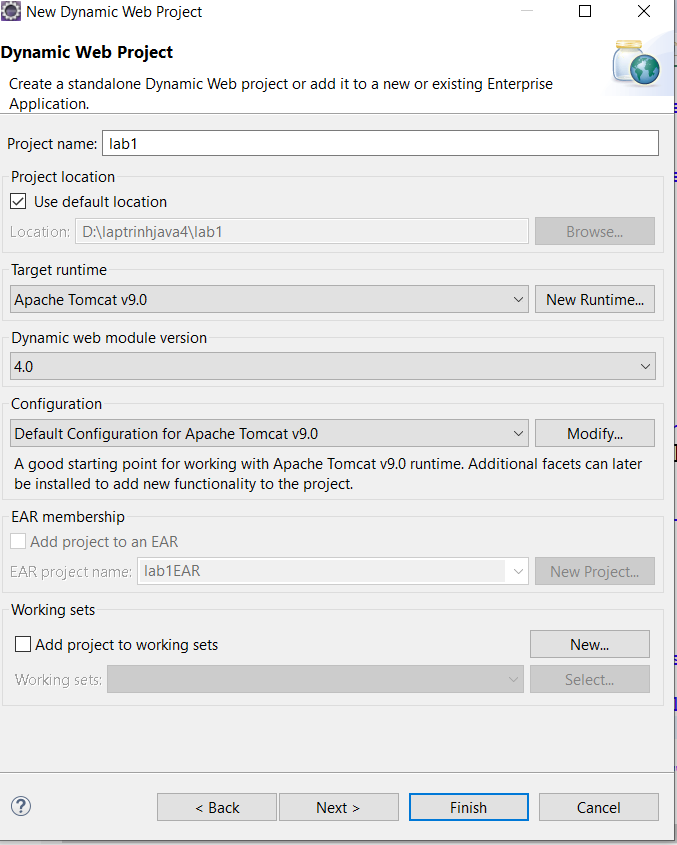 New Dynamic Web Project
Dynamic Web Project
Create a standalone Dynamic Web project or add it to a new or existing Enterprise
Application.
Project name: lab1
Project location
Use default location
Location: D:\laptrinhjava4\lab1 Browse...
Target runtime
Apache Tomcat v9.0 New Runtime...
Dynamic web module version
4.0
Configuration
Default Configuration for Apache Tomcat v9.0 Modify...
A good starting point for working with Apache Tomcat v9.0 runtime. Additional facets can later
be installed to add new functionality to the project.
EAR membership
Add project to an EAR
EAR project name: lab1EAR New Project...
Working sets
Add project to working sets New...
Working sets: Select...
? < Back Next > Finish Cancel